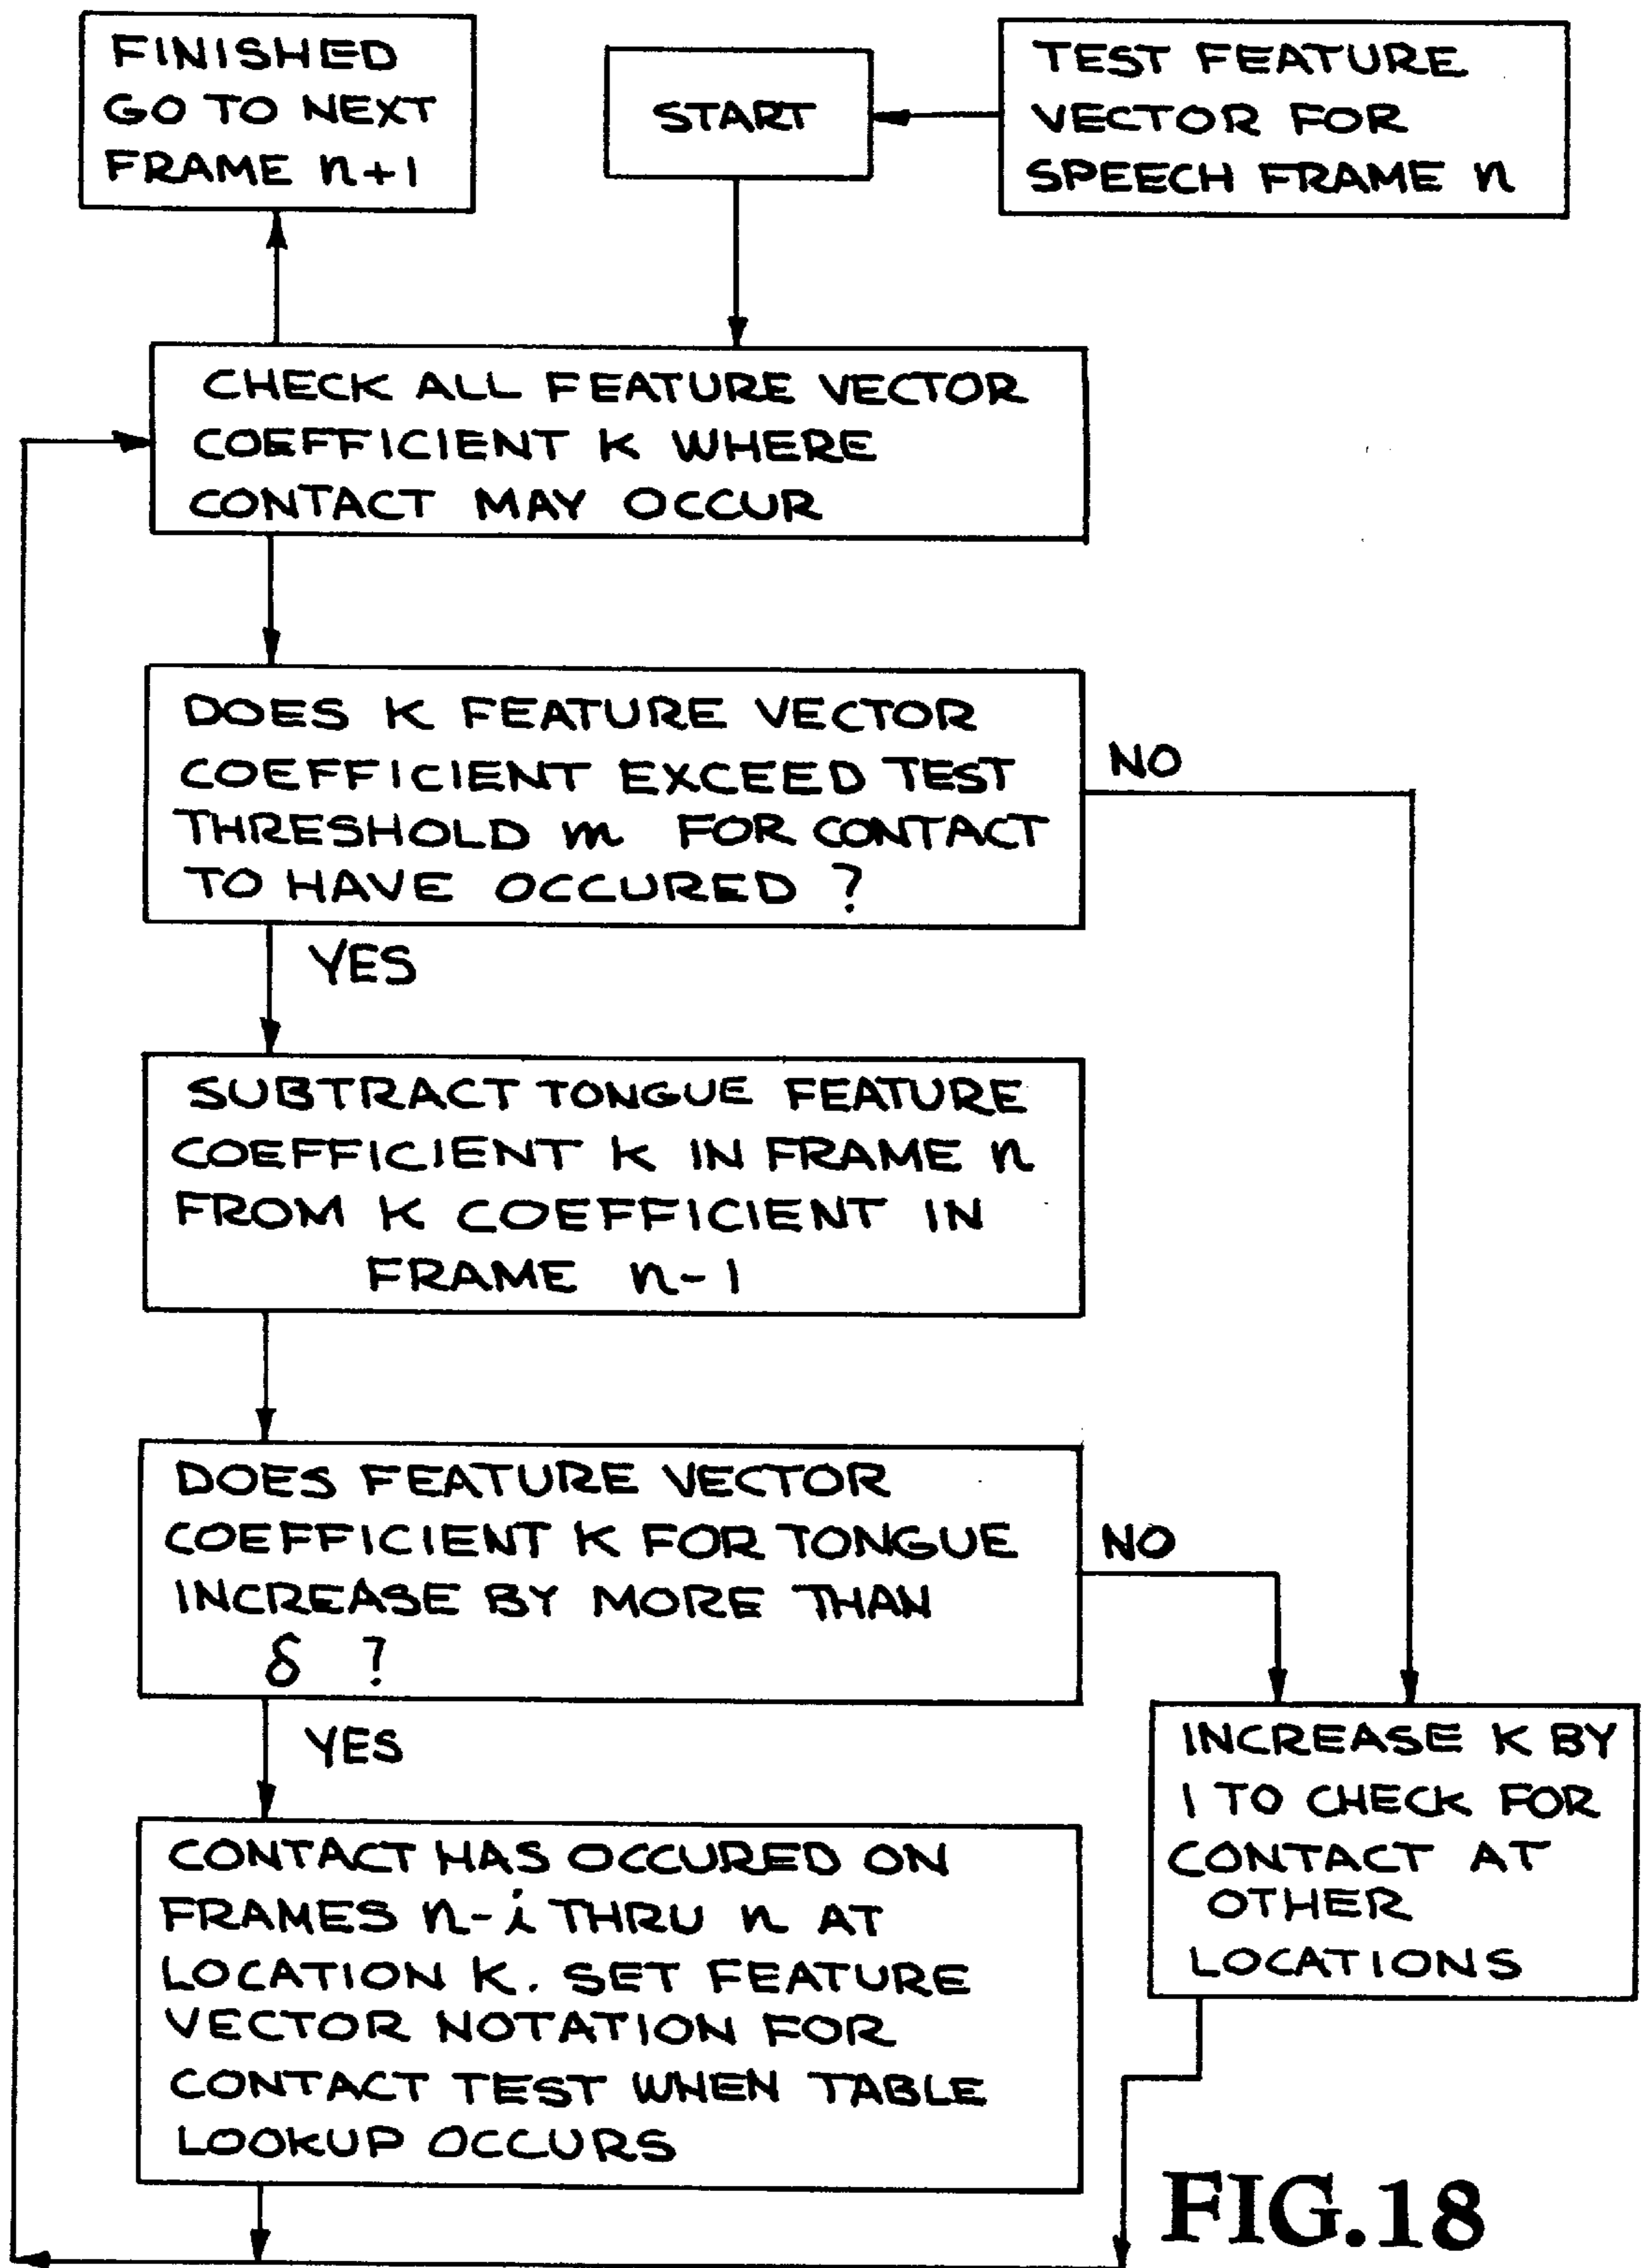 FINISHED
GO TO NEXT
FRAME n+1
START
TEST FEATURE
VECTOR FOR
SPEECH FRAME n
CHECK ALL FEATURE VECTOR
COEFFICIENT K WHERE
CONTACT MAY OCCUR
DOES K FEATURE VECTOR
COEFFICIENT EXCEED TEST
THRESHOLD m FOR CONTACT
TO HAVE OCCURED ?
NO
YES
SUBTRACT TONGUE FEATURE
COEFFICIENT K IN FRAME n
FROM K COEFFICIENT IN
FRAME n-1
DOES FEATURE VECTOR
COEFFICIENT K FOR TONGUE
INCREASE BY MORE THAN
δ ?
NO
YES
INCREASE K BY
1 TO CHECK FOR
CONTACT AT
OTHER
LOCATIONS
CONTACT HAS OCCURED ON
FRAMES n-i THRU n AT
LOCATION K. SET FEATURE
VECTOR NOTATION FOR
CONTACT TEST WHEN TABLE
LOOKUP OCCURS
FIG.18